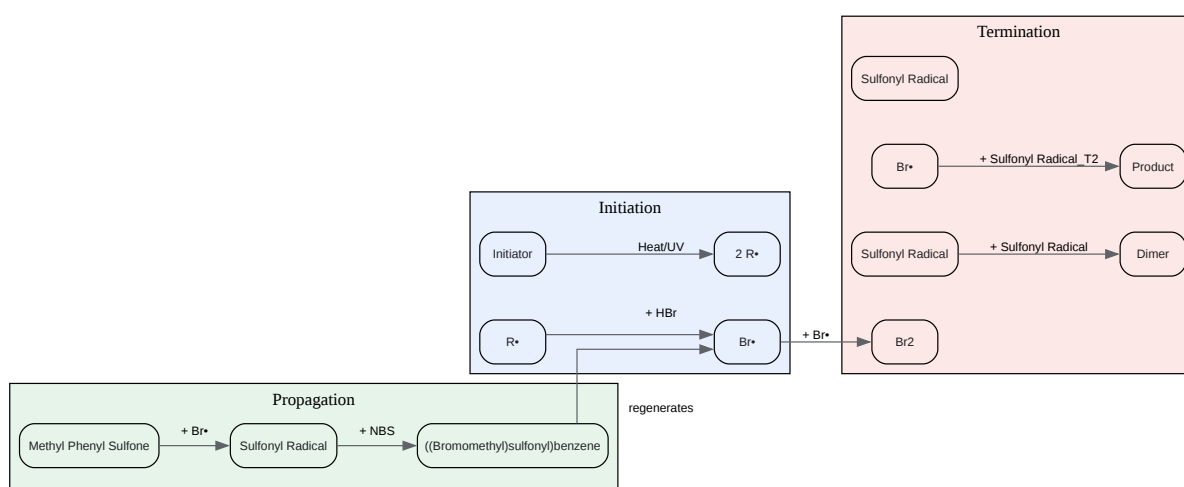 Termination
Sulfonyl Radical
Br•
+ Sulfonyl Radical_T2
Product
Sulfonyl Radical
+ Sulfonyl Radical
Dimer
Br2
Initiation
Initiator
Heat/UV
2 R•
R•
+ HBr
Br•
+ Br•
Propagation
regenerates
Methyl Phenyl Sulfone
+ Br•
Sulfonyl Radical
+ NBS
((Bromomethyl)sulfonyl)benzene